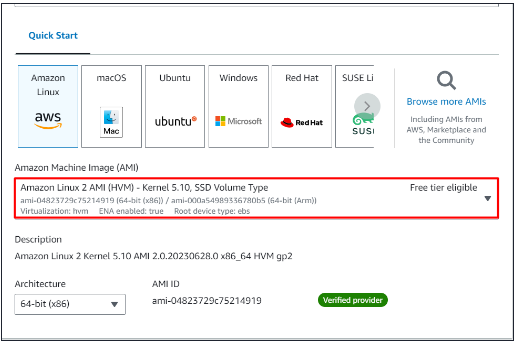 Quick Start
Amazon
Linux
aws
macOS
Mac
Ubuntu
ubuntu
Windows
Microsoft
Red Hat
Red Hat
SUSE Li
SUS
Browse more AMIs
Including AMIs from
AWS, Marketplace and
the Community
Amazon Machine Image (AMI)
Amazon Linux 2 AMI (HVM) - Kernel 5.10, SSD Volume Type
Free tier eligible
ami-04823729c75214919 (64-bit (x86)) / ami-000a54989336780b5 (64-bit (Arm))
Virtualization: hvm ENA enabled: true Root device type: ebs
Description
Amazon Linux 2 Kernel 5.10 AMI 2.0.20230628.0 x86_64 HVM gp2
Architecture
AMI ID
64-bit (x86)
ami-04823729c75214919
Verified provider